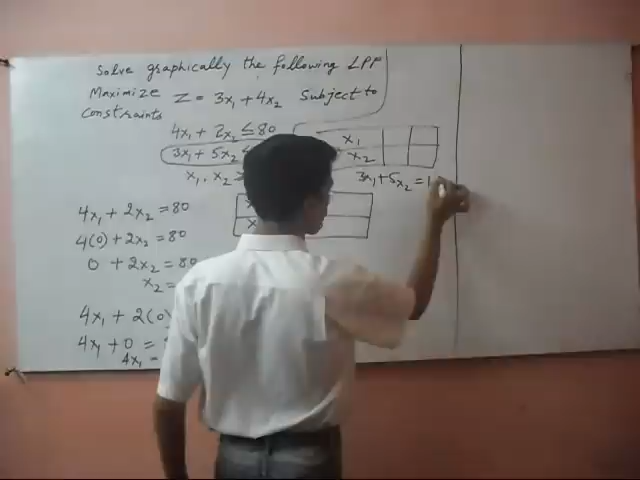 Solve graphically the following LPP
Maximize Z = 3x₁ + 4x₂ Subject to
Constraints
4x₁ + 2x₂ ≤ 80
3x₁ + 5x₂
x₁, x₂ ≥
x₁
x₂
3x₁ + 5x₂ = 1
4x₁ + 2x₂ = 80
4(0) + 2x₂ = 80
0 + 2x₂ = 80
x₂ =
4x₁ + 2(0)
4x₁ + 0 =
4x₁ =